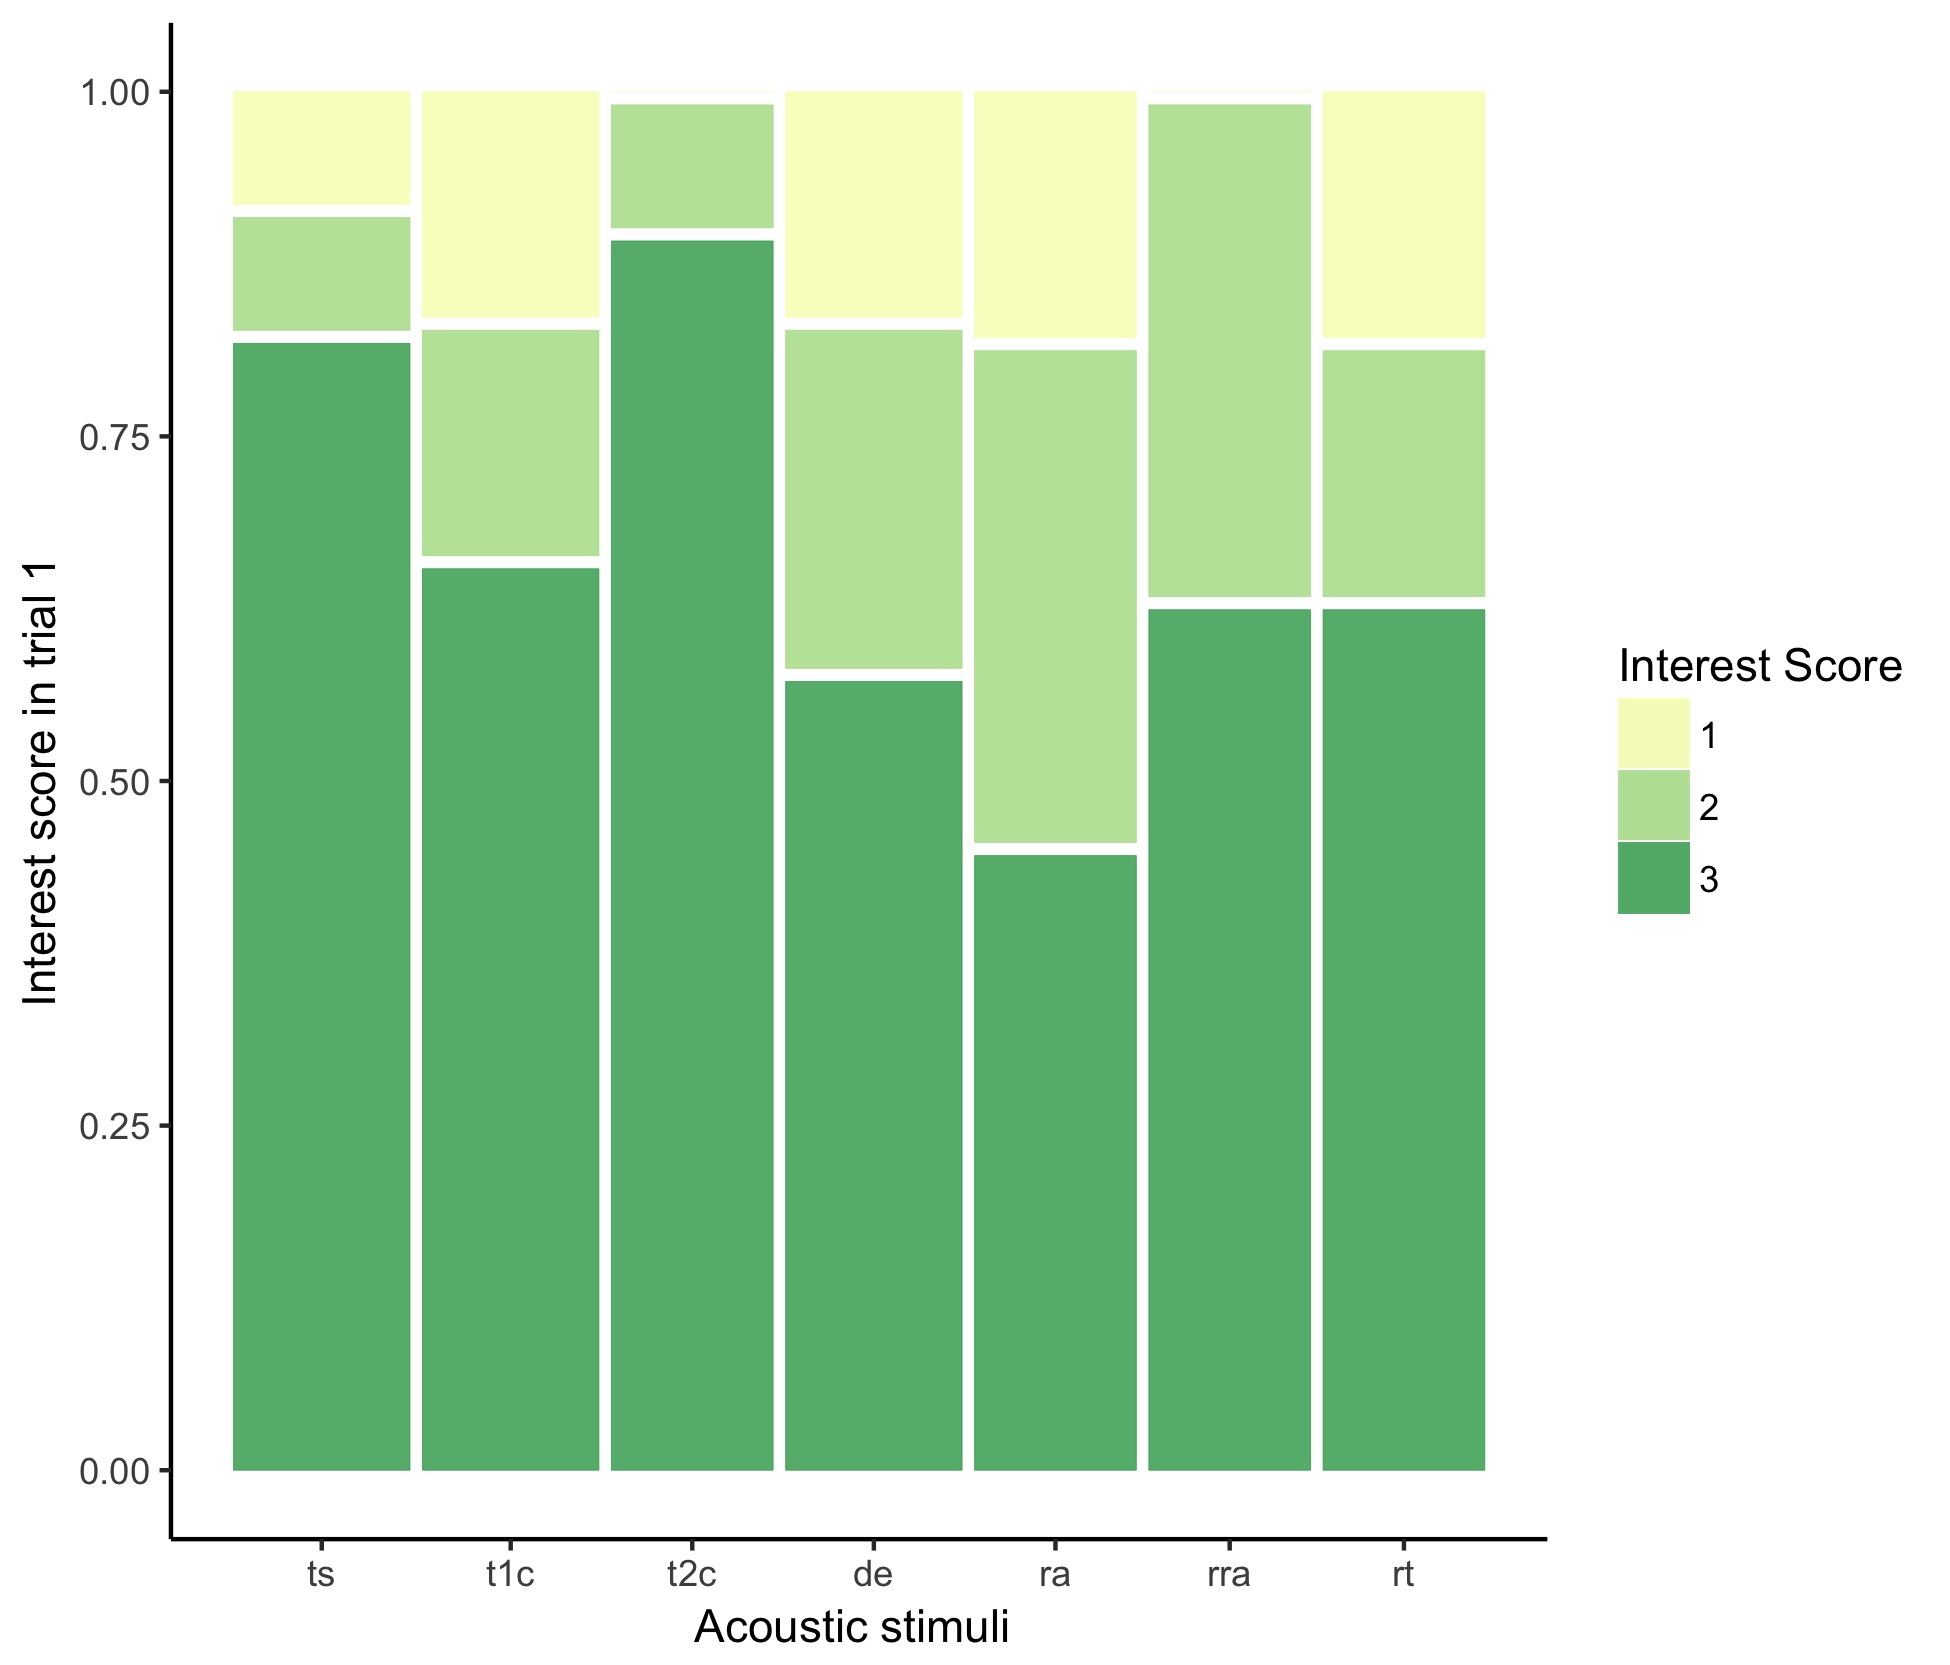 Interest score in trial 1
1.00
0.75
0.50
0.25
0.00
ts t1c t2c de ra rra rt
Acoustic stimuli
Interest Score
1
2
3